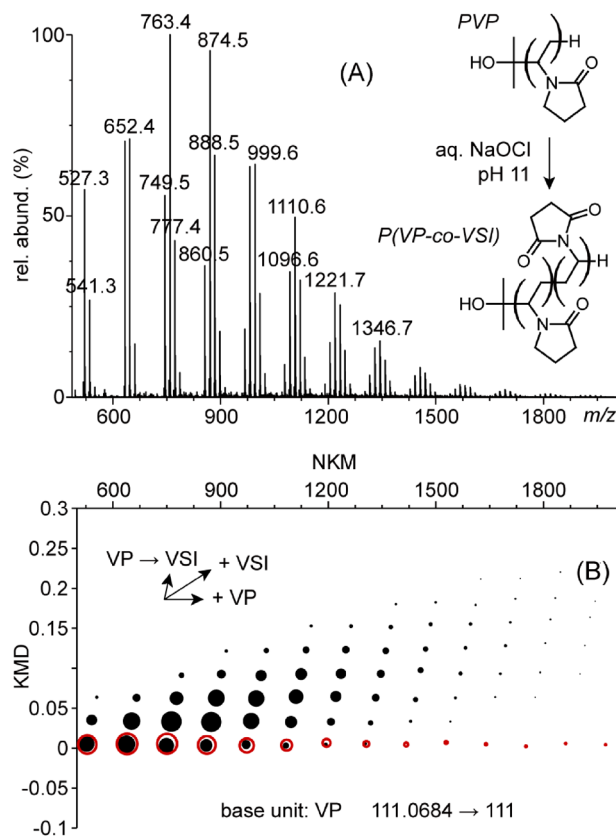 100
50
0
rel. abund. (%)
(A)
763.4
874.5
652.4
888.5
999.6
527.3
749.5
777.4
1110.6
860.5
1096.6
541.3
1221.7
1346.7
PVP
HO
H
N
O
aq. NaOCl
pH 11
P(VP-co-VSI)
O
N
O
H
HO
N
O
600
900
1200
1500
1800
m/z
NKM
600
900
1200
1500
1800
0.3
0.25
0.2
0.15
0.1
0.05
0
-0.05
-0.1
KMD
(B)
VP → VSI
+ VSI
+ VP
base unit: VP 111.0684 → 111